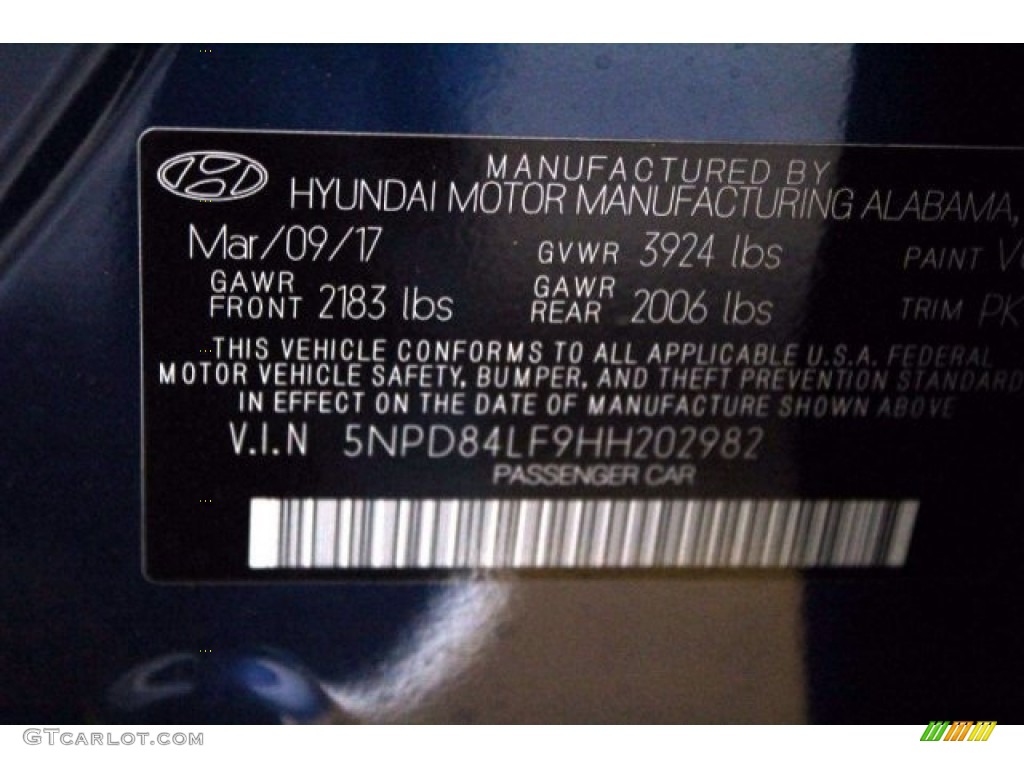 MANUFACTURED BY
HYUNDAI MOTOR MANUFACTURING ALABAMA,
Mar/09/17 GVWR 3924 lbs PAINT
GAWR FRONT 2183 lbs GAWR REAR 2006 lbs TRIM PK
THIS VEHICLE CONFORMS TO ALL APPLICABLE U.S.A. FEDERAL
MOTOR VEHICLE SAFETY, BUMPER, AND THEFT PREVENTION STANDARD
IN EFFECT ON THE DATE OF MANUFACTURE SHOWN ABOVE
V.I.N 5NPD84LF9HH202982
PASSENGER CAR
GTcarlot.com